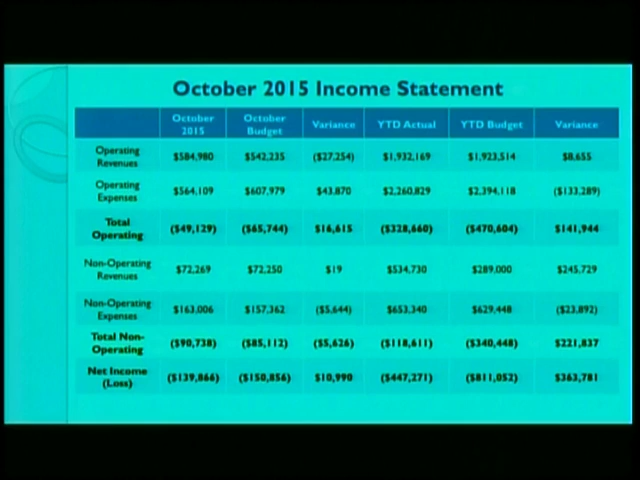 October 2015 Income Statement
October 2015 October Budget Variance YTD Actual YTD Budget Variance
Operating Revenues $584,980 $542,235 ($27,254) $1,932,169 $1,923,514 $8,655
Operating Expenses $564,109 $607,979 $43,870 $2,260,829 $2,394,118 ($133,289)
Total Operating ($49,129) ($65,744) $16,615 ($328,660) ($470,604) $141,944
Non-Operating Revenues $72,269 $72,250 $19 $534,730 $289,000 $245,729
Non-Operating Expenses $163,006 $157,362 ($5,644) $653,340 $629,448 ($23,892)
Total Non-Operating ($90,738) ($85,112) ($5,626) ($118,611) ($340,448) $221,837
Net Income (Loss) ($139,866) ($150,856) $10,990 ($447,271) ($811,052) $363,781